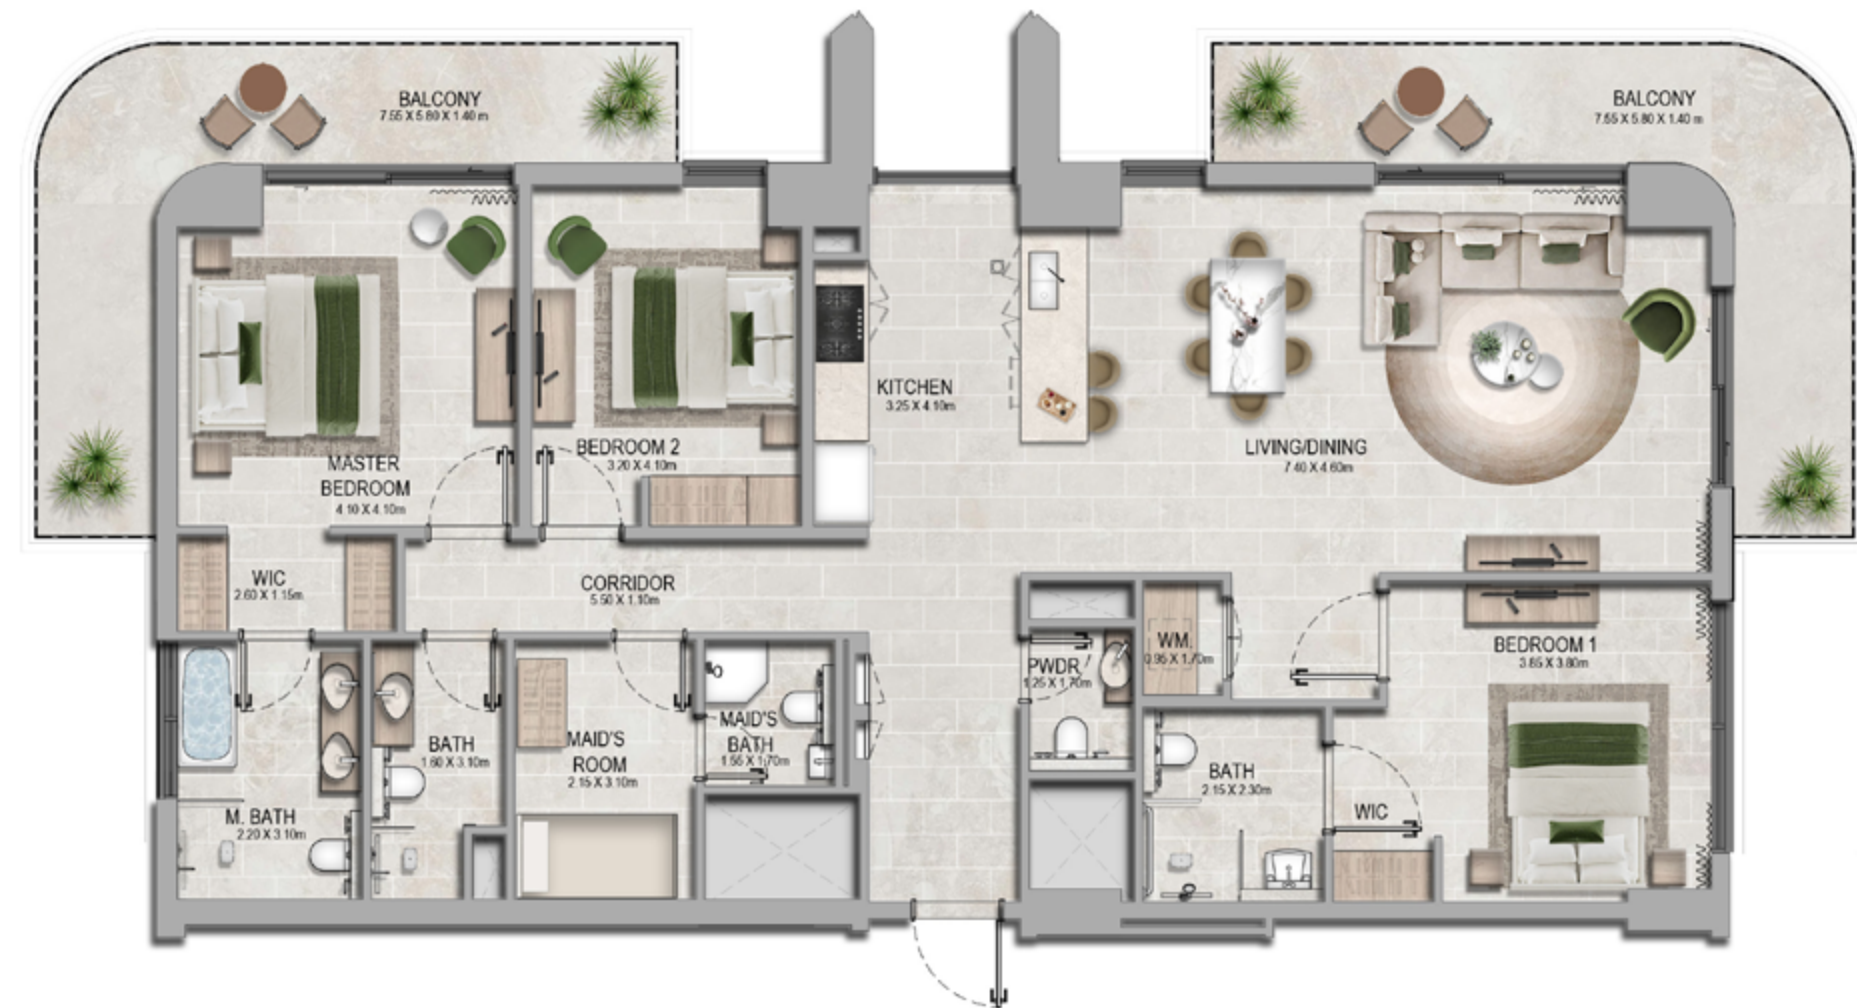 BALCONY
7.55 X 5.80 X 1.40 m
BALCONY
7.55 X 5.80 X 1.40 m
KITCHEN
3.25 X 4.10m
BEDROOM 2
3.20 X 4.10m
LIVING/DINING
7.40 X 4.60m
MASTER
BEDROOM
4.10 X 4.10m
WIC
2.60 X 1.15m
CORRIDOR
5.50 X 1.10m
WM.
0.95 X 1.70m
BEDROOM 1
3.85 X 3.80m
PWDR
1.25 X 1.70m
MAID'S
BATH
1.55 X 1.70m
BATH
1.60 X 3.10m
MAID'S
ROOM
2.15 X 3.10m
BATH
2.15 X 2.30m
M. BATH
2.20 X 3.10m
WIC